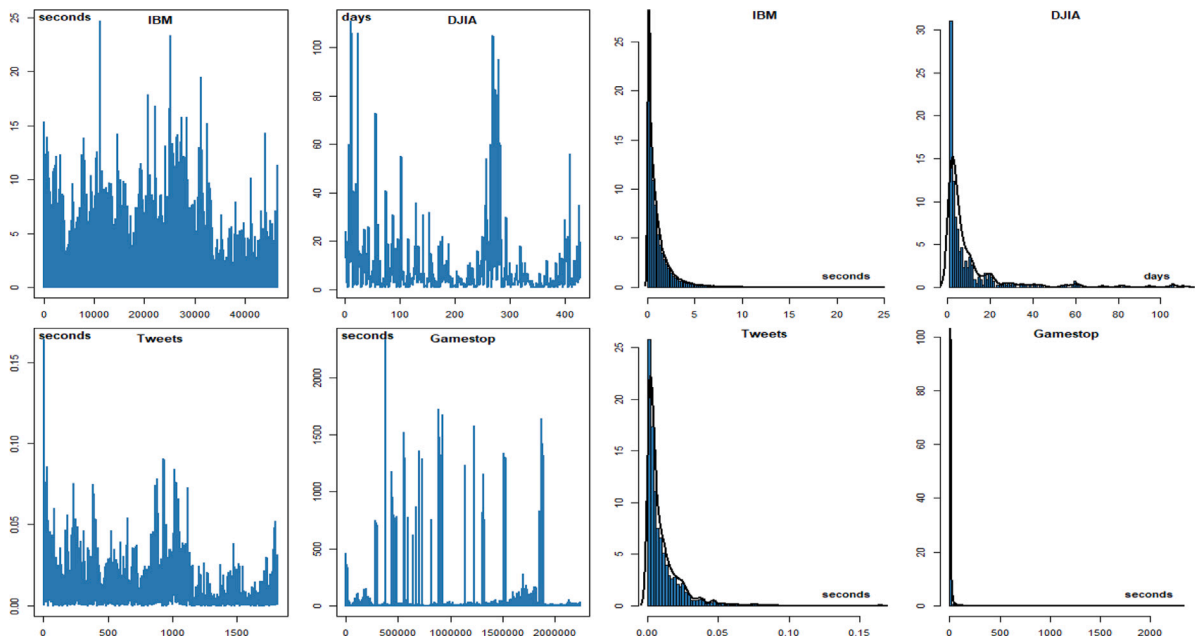 seconds IBM
25
20
15
10
5
0
0 10000 20000 30000 40000
days DJIA
100
80
60
40
20
0
0 100 200 300 400
IBM
25
20
15
10
5
0
seconds
0 5 10 15 20 25
DJIA
30
25
20
15
10
5
0
days
0 20 40 60 80 100
seconds Tweets
0.15
0.10
0.05
0.00
0 500 1000 1500
seconds Gamestop
2000
1500
1000
500
0
0 500000 1000000 1500000 2000000
Tweets
25
20
15
10
5
0
seconds
0.00 0.05 0.10 0.15
Gamestop
100
80
60
40
20
0
seconds
0 500 1000 1500 2000